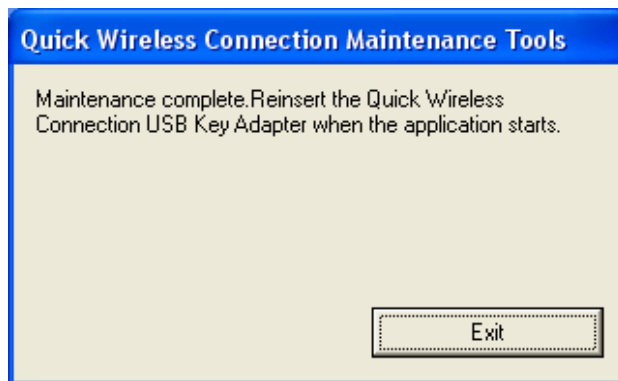 Quick Wireless Connection Maintenance Tools
Maintenance complete.Reinsert the Quick Wireless
Connection USB Key Adapter when the application starts.
Exit